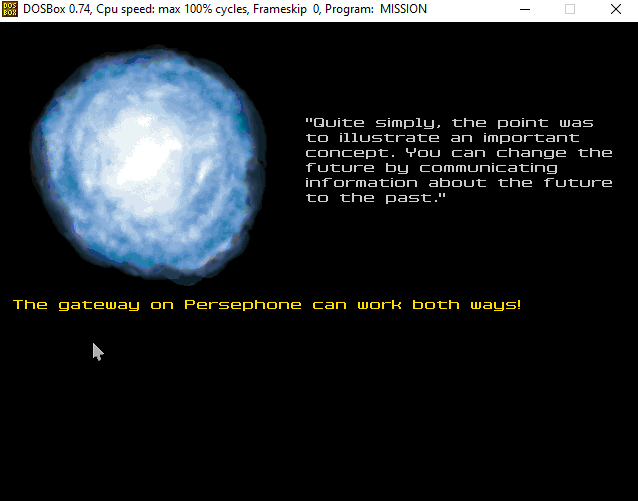 DOSBox 0.74, Cpu speed: max 100% cycles, Frameskip 0, Program: MISSION
"Quite simply, the point was
to illustrate an important
concept. You can change the
future by communicating
information about the future
to the past."
The gateway on Persephone can work both ways!